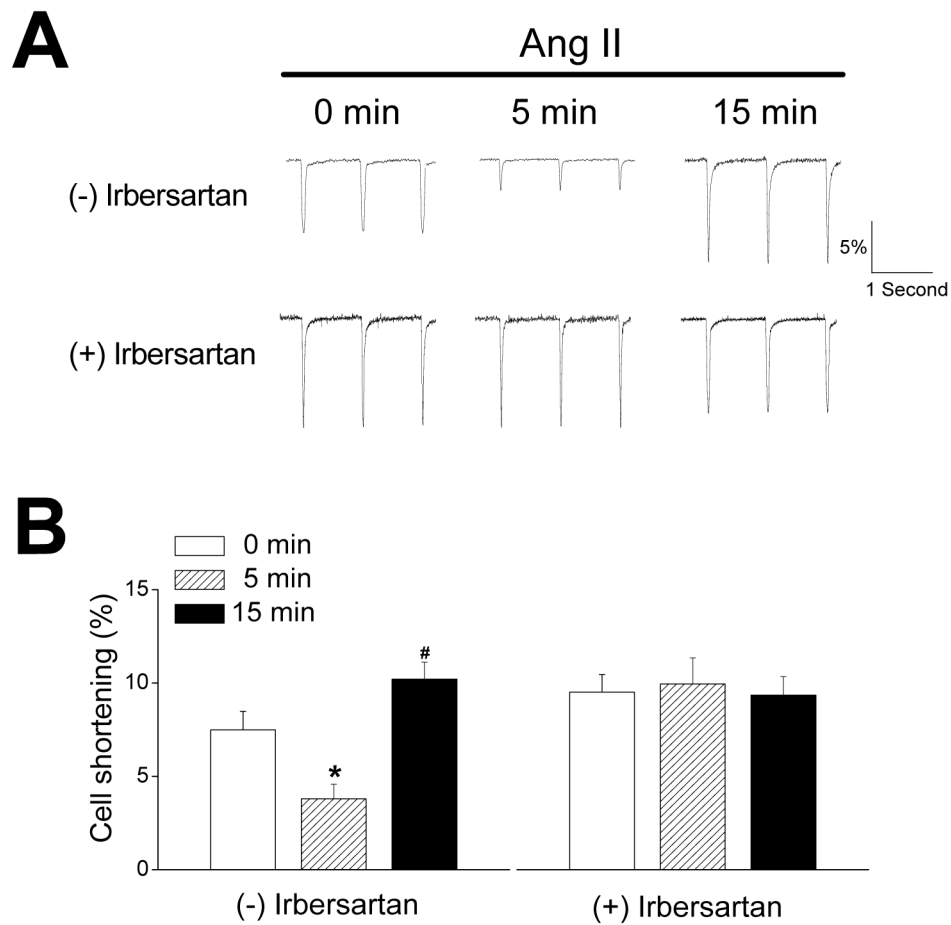 A
Ang II
0 min 5 min 15 min
(-) Irbersartan
5%
1 Second
(+) Irbersartan
B
0 min
5 min
15 min
Cell shortening (%)
15
10
5
0
*
#
(-) Irbersartan (+) Irbersartan